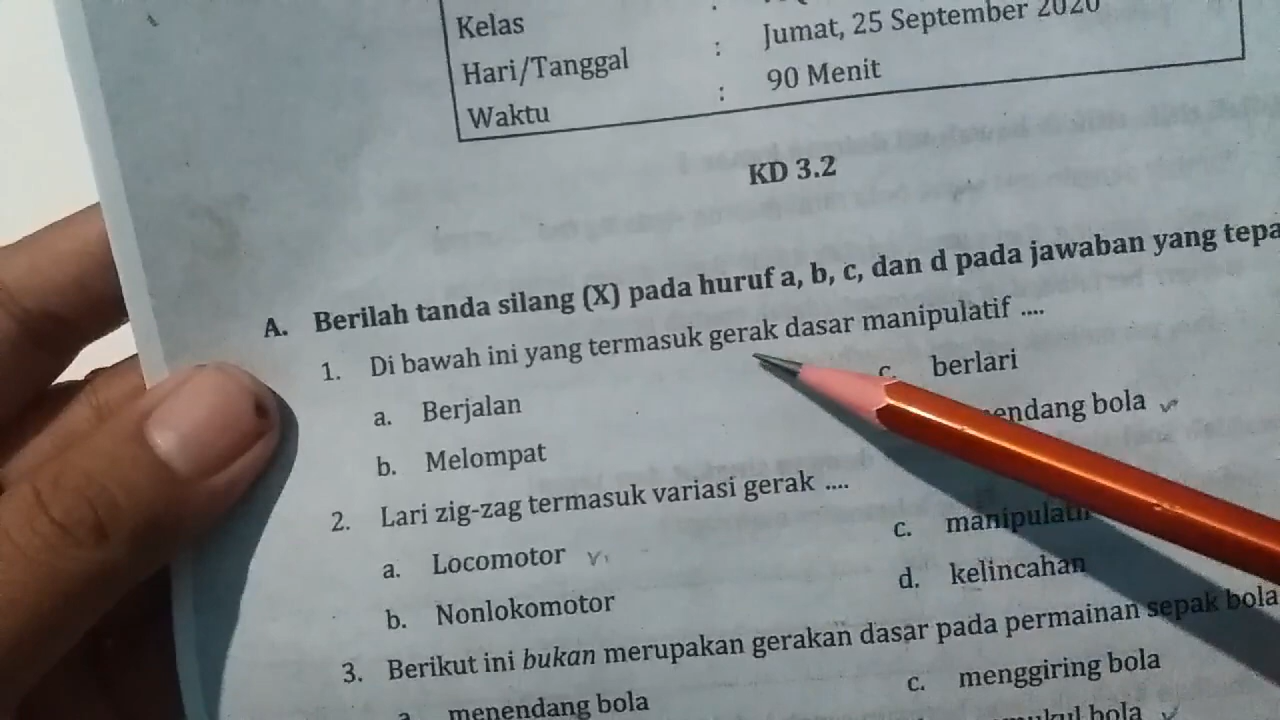 Kelas :
Hari/Tanggal : Jumat, 25 September 2020
Waktu : 90 Menit
KD 3.2
A. Berilah tanda silang (X) pada huruf a, b, c, dan d pada jawaban yang tepa
1. Di bawah ini yang termasuk gerak dasar manipulatif ....
a. Berjalan
c. berlari
b. Melompat
endang bola
2. Lari zig-zag termasuk variasi gerak ....
a. Locomotor
c. manipulatif
b. Nonlokomotor
d. kelincahan
3. Berikut ini bukan merupakan gerakan dasar pada permainan sepak bola
a. menendang bola
c. menggiring bola
ukul bola